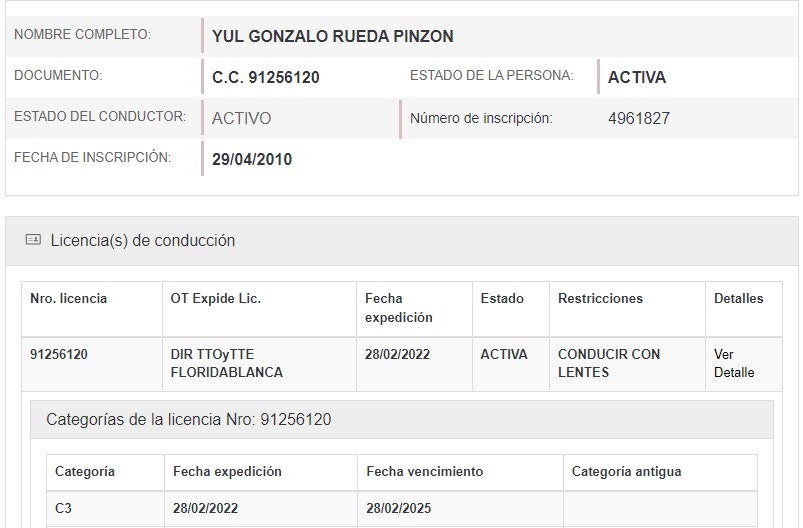 NOMBRE COMPLETO: YUL GONZALO RUEDA PINZON
DOCUMENTO: C.C. 91256120 ESTADO DE LA PERSONA: ACTIVA
ESTADO DEL CONDUCTOR: ACTIVO Número de inscripción: 4961827
FECHA DE INSCRIPCIÓN: 29/04/2010
Licencia(s) de conducción
Nro. licencia OT Expide Lic. Fecha expedición Estado Restricciones Detalles
91256120 DIR TTOyTTE FLORIDABLANCA 28/02/2022 ACTIVA CONDUCIR CON LENTES Ver Detalle
Categorías de la licencia Nro: 91256120
Categoría Fecha expedición Fecha vencimiento Categoría antigua
C3 28/02/2022 28/02/2025